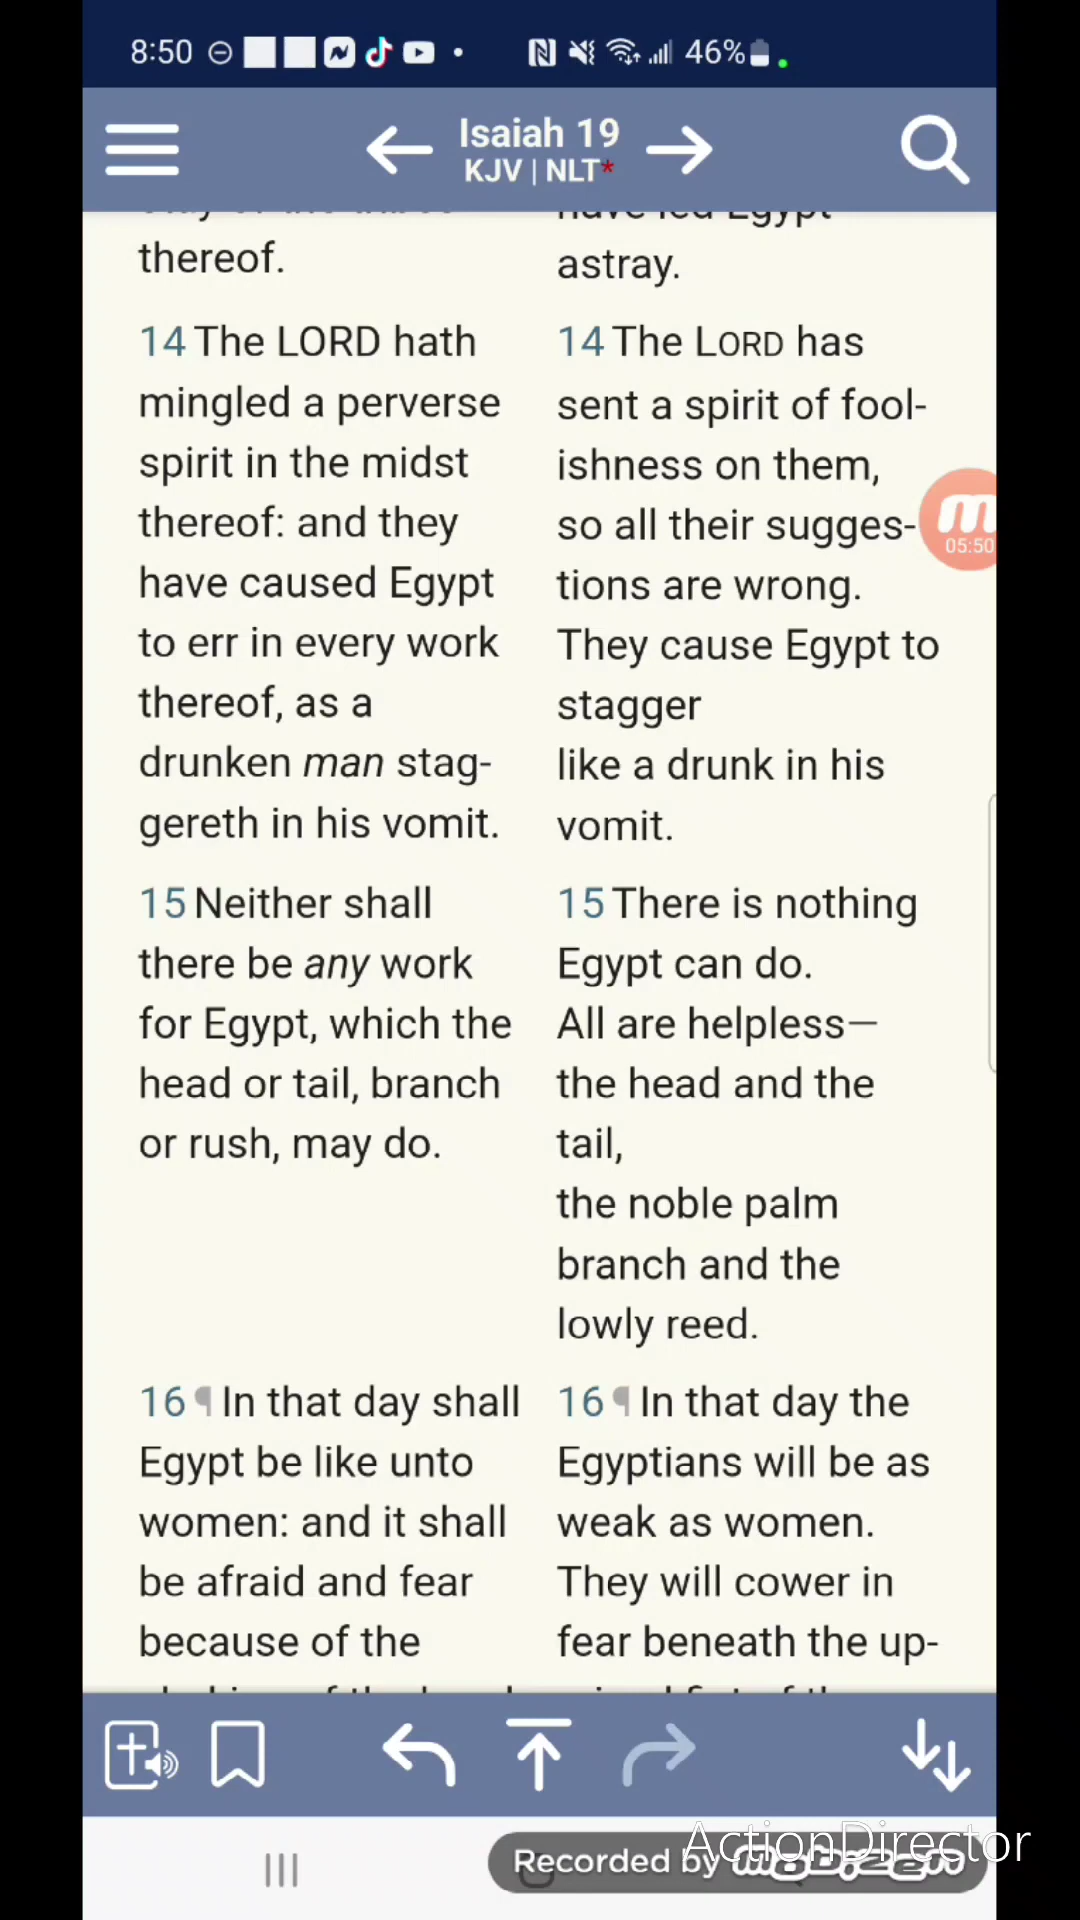 8:50
46%
Isaiah 19
KJV | NLT*
thereof.
14 The LORD hath
mingled a perverse
spirit in the midst
thereof: and they
have caused Egypt
to err in every work
thereof, as a
drunken man stag-
gereth in his vomit.
15 Neither shall
there be any work
for Egypt, which the
head or tail, branch
or rush, may do.
16 ¶ In that day shall
Egypt be like unto
women: and it shall
be afraid and fear
because of the
have led Egypt
astray.
14 The LORD has
sent a spirit of fool-
ishness on them,
so all their sugges-
tions are wrong.
They cause Egypt to
stagger
like a drunk in his
vomit.
15 There is nothing
Egypt can do.
All are helpless—
the head and the
tail,
the noble palm
branch and the
lowly reed.
16 ¶ In that day the
Egyptians will be as
weak as women.
They will cower in
fear beneath the up-
05:50
ActionDirector
Recorded by mobizen